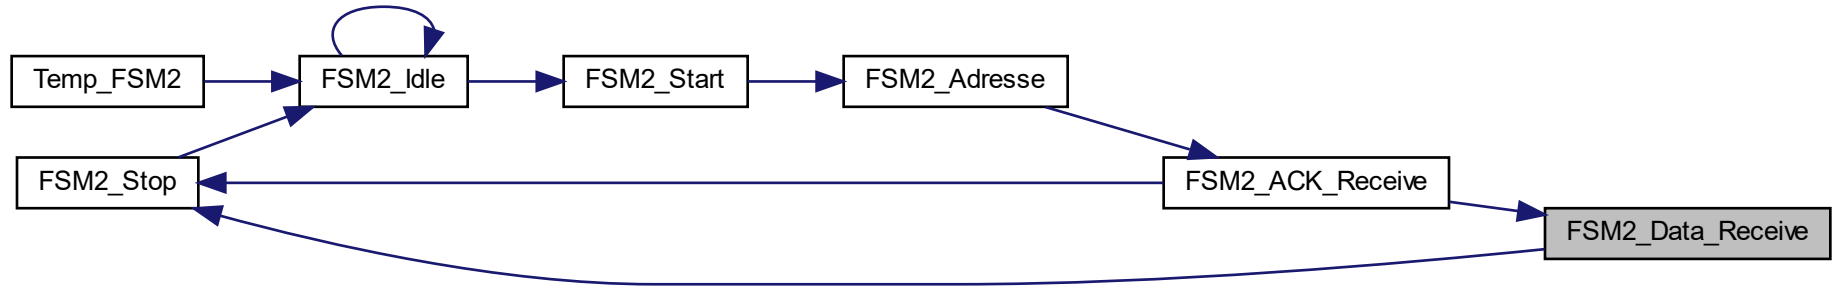 Temp_FSM2
FSM2_Idle
FSM2_Start
FSM2_Adresse
FSM2_Stop
FSM2_ACK_Receive
FSM2_Data_Receive